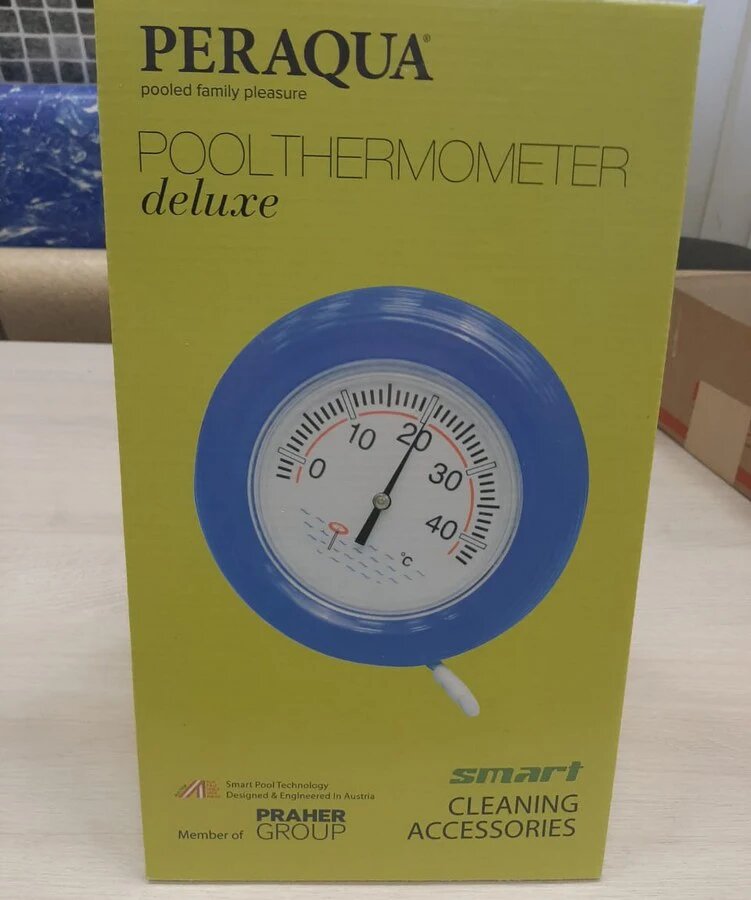 PERAQUA®
pooled family pleasure
POOLTHERMOMETER
deluxe
0
10
20
30
40
°C
Smart Pool Technology
Designed & Engineered In Austria
Member of PRAHER GROUP
smart
CLEANING
ACCESSORIES